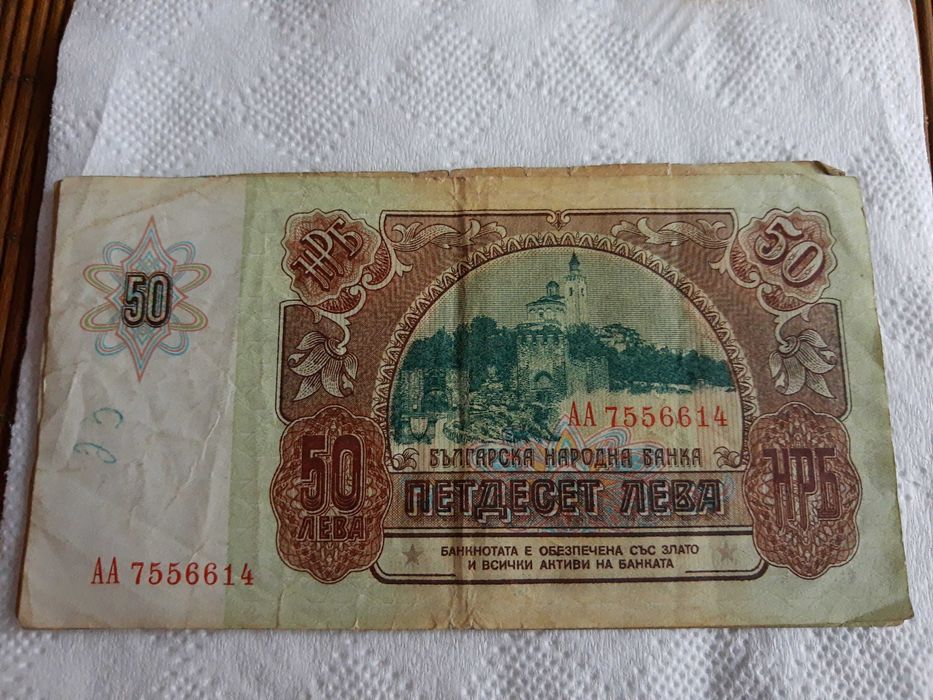 НРБ
50
50
АА 7556614
БЪЛГАРСКА НАРОДНА БАНКА
ПЕТДЕСЕТ ЛЕВА
50
ЛЕВА
НРБ
БАНКНОТАТА Е ОБЕЗПЕЧЕНА СЪС ЗЛАТО
И ВСИЧКИ АКТИВИ НА БАНКАТА
АА 7556614